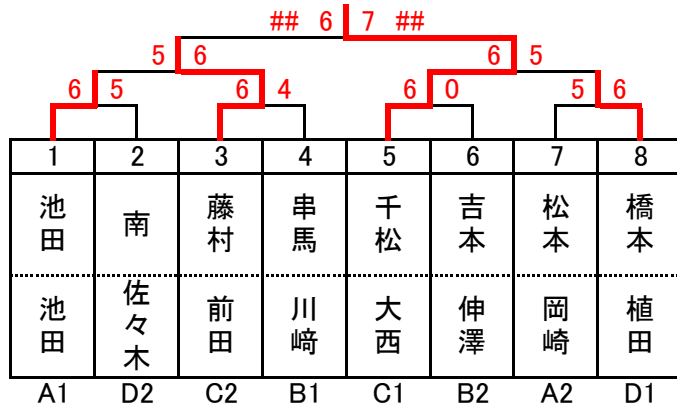 ## 6 7 ##
5 6 6 5
6 5 6 4 6 0 5 6
1 2 3 4 5 6 7 8
池田 南 藤村 串馬 千松 吉本 松本 橋本
池田 佐々木 前田 川﨑 大西 伸澤 岡崎 植田
A1 D2 C2 B1 C1 B2 A2 D1